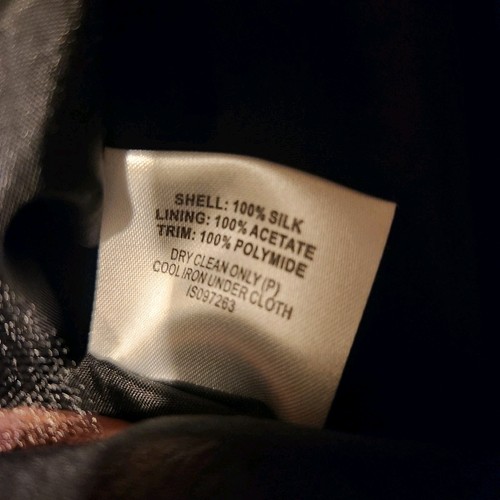 SHELL: 100% SILK
LINING: 100% ACETATE
TRIM: 100% POLYMIDE
DRY CLEAN ONLY (P)
COOL IRON UNDER CLOTH
IS097263